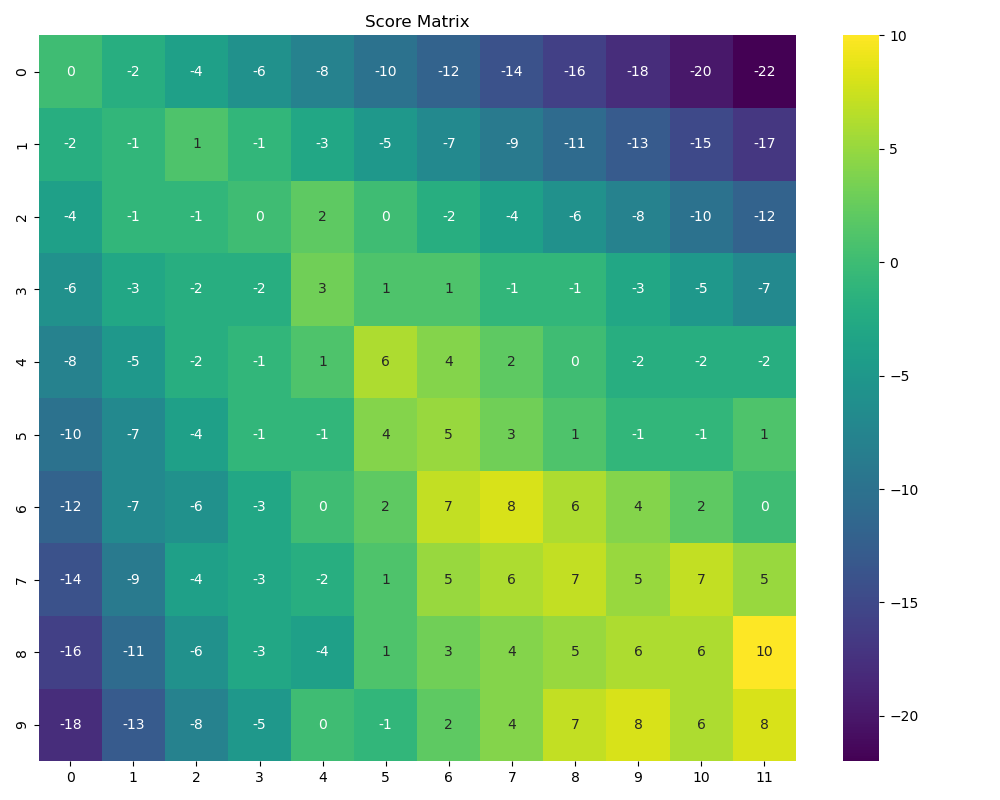 Score Matrix
0 0 -2 -4 -6 -8 -10 -12 -14 -16 -18 -20 -22
1 -2 -1 1 -1 -3 -5 -7 -9 -11 -13 -15 -17
2 -4 -1 -1 0 2 0 -2 -4 -6 -8 -10 -12
3 -6 -3 -2 -2 3 1 1 -1 -1 -3 -5 -7
4 -8 -5 -2 -1 1 6 4 2 0 -2 -2 -2
5 -10 -7 -4 -1 -1 4 5 3 1 -1 -1 1
6 -12 -7 -6 -3 0 2 7 8 6 4 2 0
7 -14 -9 -4 -3 -2 1 5 6 7 5 7 5
8 -16 -11 -6 -3 -4 1 3 4 5 6 6 10
9 -18 -13 -8 -5 0 -1 2 4 7 8 6 8
0 1 2 3 4 5 6 7 8 9 10 11
10
5
0
−5
−10
−15
−20